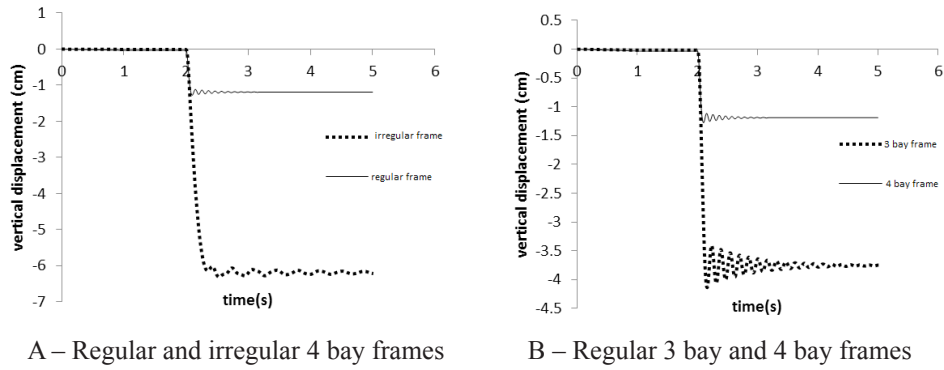 1
0
0 1 2 3 4 5 6
-1
-2
-3
-4
-5
-6
-7
vertical displacement (cm)
time(s)
irregular frame
regular frame
A – Regular and irregular 4 bay frames
0.5
0
0 1 2 3 4 5 6
-0.5
-1
-1.5
-2
-2.5
-3
-3.5
-4
-4.5
vertical displacement (cm)
time(s)
3 bay frame
4 bay frame
B – Regular 3 bay and 4 bay frames